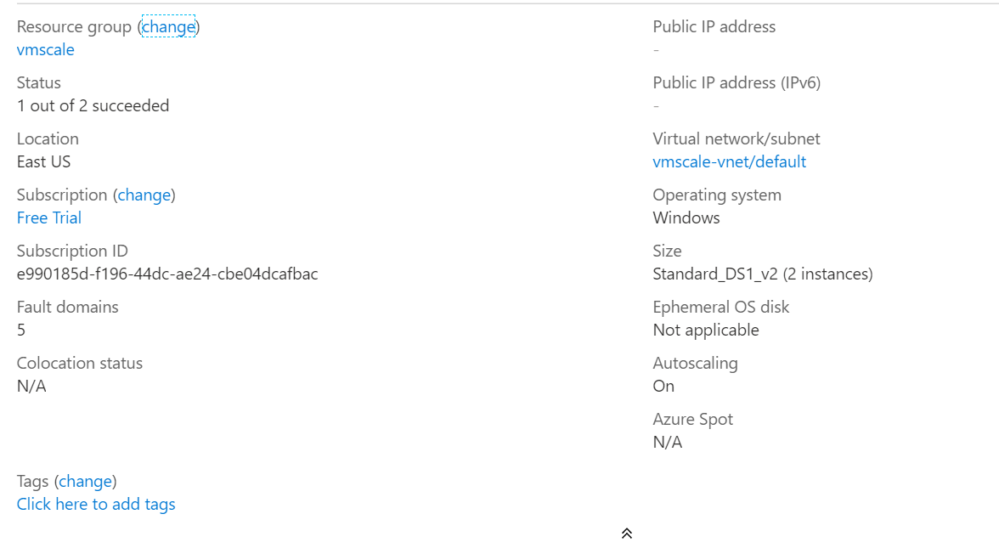 Resource group (change)
vmscale
Status
1 out of 2 succeeded
Location
East US
Subscription (change)
Free Trial
Subscription ID
e990185d-f196-44dc-ae24-cbe04dcafbac
Fault domains
5
Colocation status
N/A
Tags (change)
Click here to add tags
Public IP address
-
Public IP address (IPv6)
-
Virtual network/subnet
vmscale-vnet/default
Operating system
Windows
Size
Standard_DS1_v2 (2 instances)
Ephemeral OS disk
Not applicable
Autoscaling
On
Azure Spot
N/A